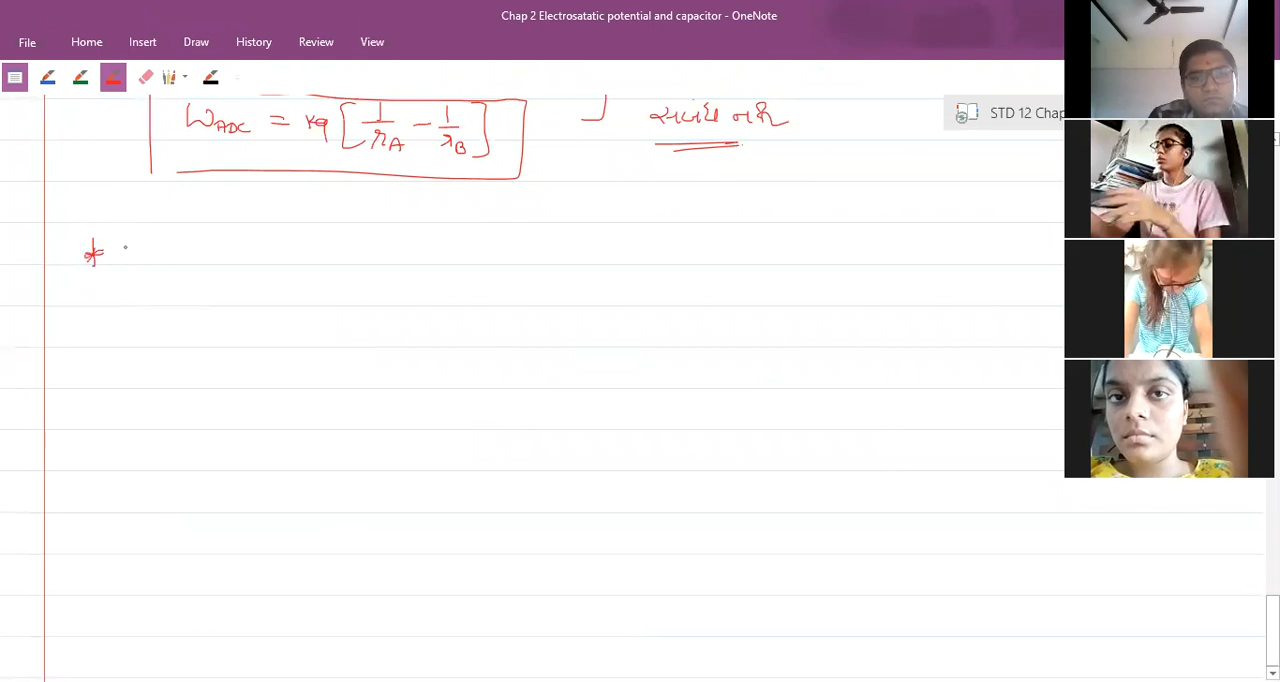 Chap 2 Electrosatatic potential and capacitor - OneNote
File Home Insert Draw History Review View
STD 12 Chap
W_ADC = kq [ 1/r_A - 1/r_B ]
સંબંધ નથી
*